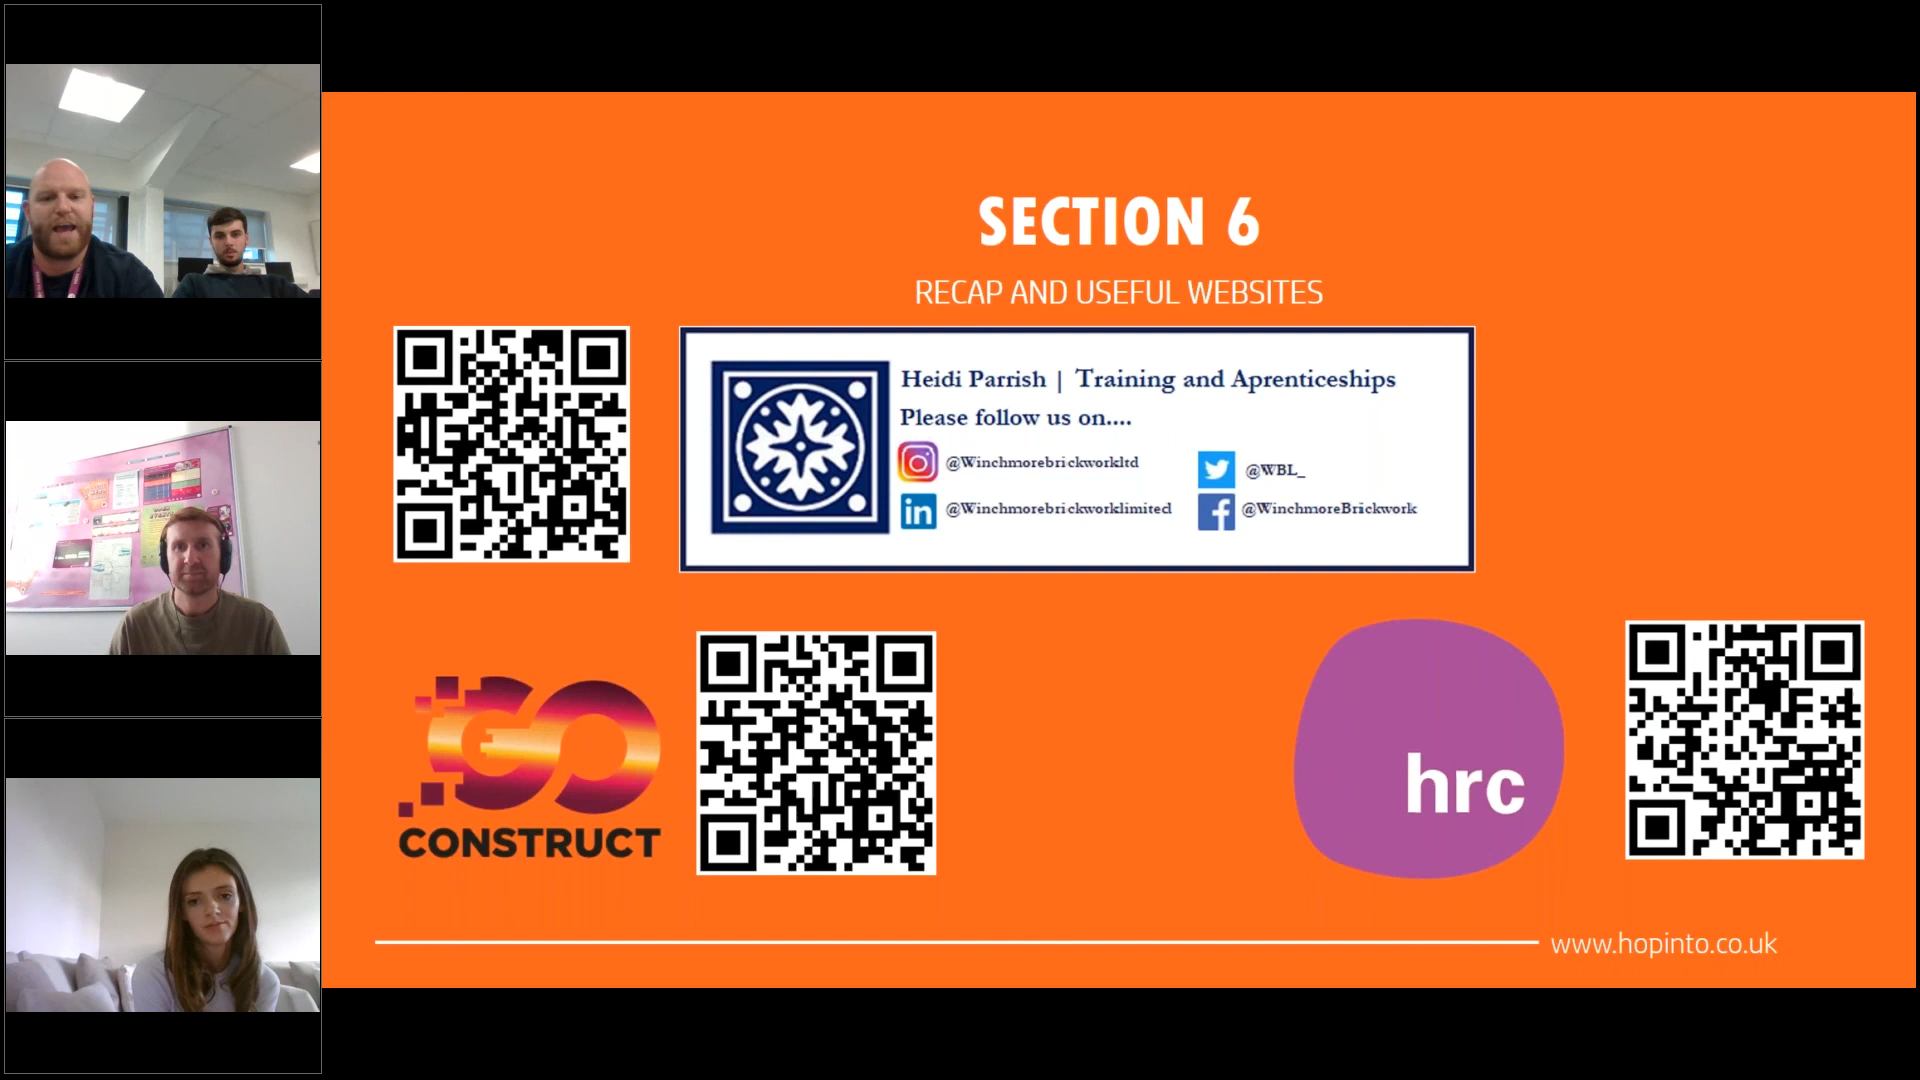 SECTION 6
RECAP AND USEFUL WEBSITES
Heidi Parrish | Training and Aprenticeships
Please follow us on....
@Winchmorebrickworkltd
@WBL_
@Winchmorebrickworklimited
@WinchmoreBrickwork
GO
CONSTRUCT
hrc
www.hopinto.co.uk